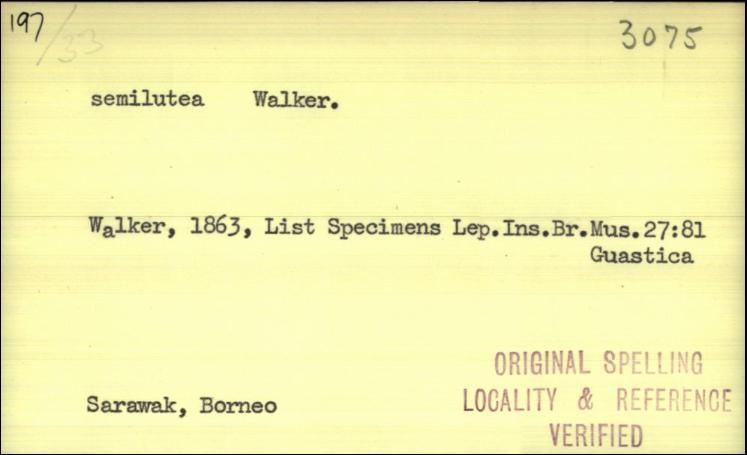 197/33
3075
semilutea Walker.
Walker, 1863, List Specimens Lep.Ins.Br.Mus.27:81
Guastica
ORIGINAL SPELLING
Sarawak, Borneo
LOCALITY & REFERENCE
VERIFIED